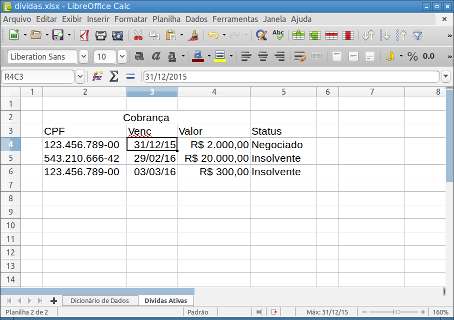 dividas.xlsx - LibreOffice Calc
Arquivo Editar Exibir Inserir Formatar Planilha Dados Ferramentas Janela Ajuda
Liberation Sans 10 % 0.0
R4C3 31/12/2015
1 2 3 4 5 6 7 8
1
2 Cobrança
3 CPF Venc Valor Status
4 123.456.789-00 31/12/15 R$ 2.000,00 Negociado
5 543.210.666-42 29/02/16 R$ 20.000,00 Insolvente
6 123.456.789-00 03/03/16 R$ 300,00 Insolvente
7
8
9
10
11
12
13
14
Dicionário de Dados Dívidas Ativas
Planilha 2 de 2 Padrão Máx: 31/12/15 160%